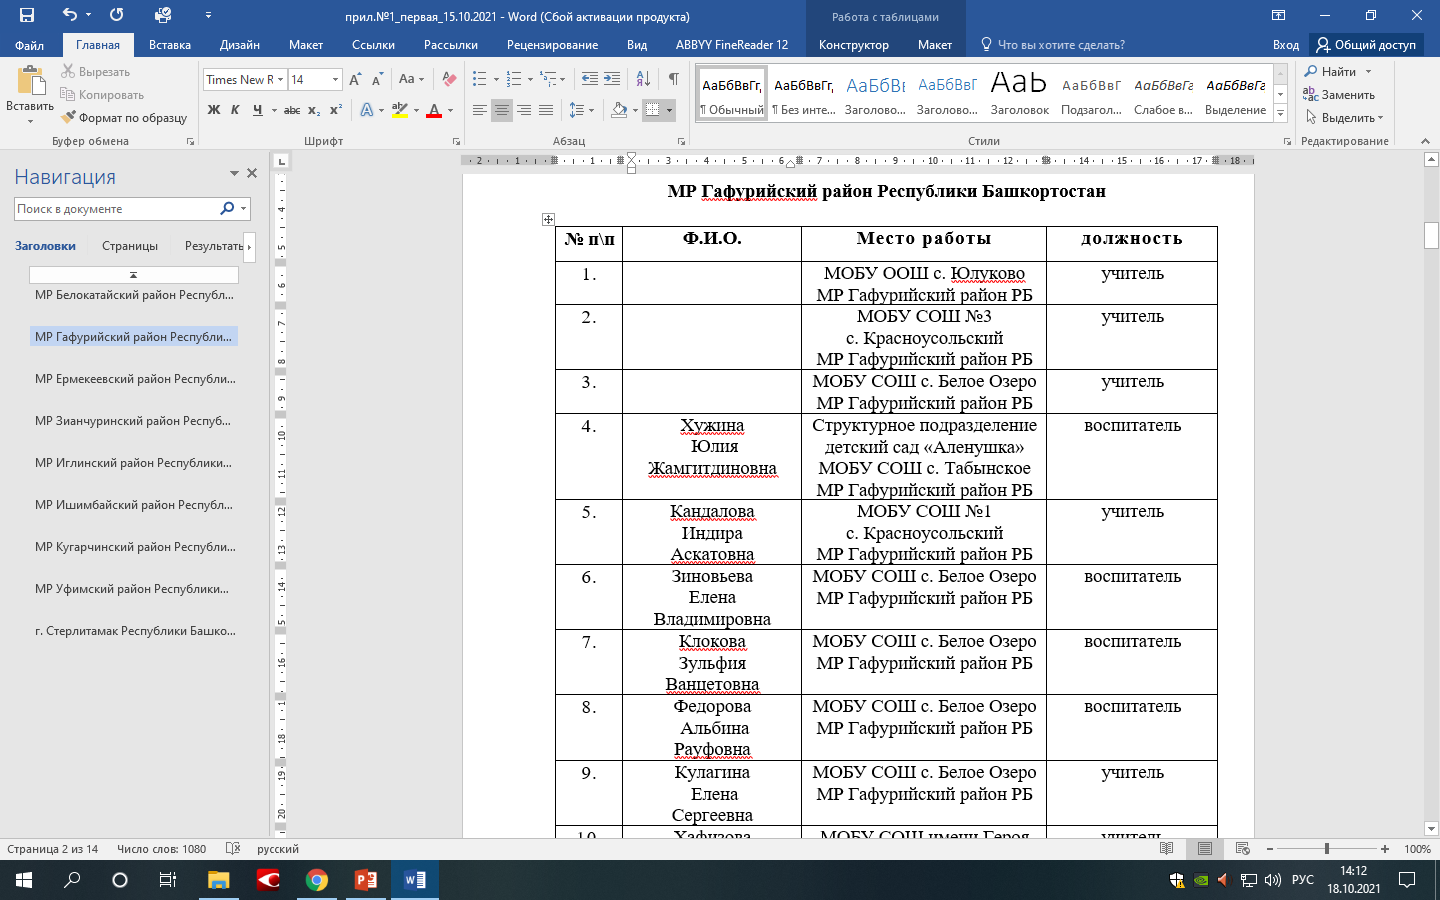 прил.№1_первая_15.10.2021 - Word (Сбой активации продукта)
Работа с таблицами
Файл Главная Вставка Дизайн Макет Ссылки Рассылки Рецензирование Вид ABBYY FineReader 12 Конструктор Макет Что вы хотите сделать? Вход Общий доступ
Вставить
Вырезать
Копировать
Формат по образцу
Буфер обмена
Times New R 14
Ж К Ч abc x₂ x²
Шрифт
Абзац
АаБбВвГг, АаБбВвГг, АаБбВв АаБбВвГ АаЬ АаБбВвГ АаБбВвГг АаБбВвГг
¶ Обычный ¶ Без инте... Заголово... Заголово... Заголовок Подзагол... Слабое в... Выделение
Стили
Найти
Заменить
Выделить
Редактирование
Навигация
Поиск в документе
Заголовки Страницы Результаты
МР Белокатайский район Республ...
МР Гафурийский район Республи...
МР Ермекеевский район Республи...
МР Зианчуринский район Респуб...
МР Иглинский район Республики...
МР Ишимбайский район Республ...
МР Кугарчинский район Республи...
МР Уфимский район Республики...
г. Стерлитамак Республики Башко...
МР Гафурийский район Республики Башкортостан
№ п\п Ф.И.О. Место работы должность
1. МОБУ ООШ с. Юлуково учитель
МР Гафурийский район РБ
2. МОБУ СОШ №3 учитель
с. Красноусольский
МР Гафурийский район РБ
3. МОБУ СОШ с. Белое Озеро учитель
МР Гафурийский район РБ
4. Хужина Структурное подразделение воспитатель
Юлия детский сад «Аленушка»
Жамгитдиновна МОБУ СОШ с. Табынское
МР Гафурийский район РБ
5. Кандалова МОБУ СОШ №1 учитель
Индира с. Красноусольский
Аскатовна МР Гафурийский район РБ
6. Зиновьева МОБУ СОШ с. Белое Озеро воспитатель
Елена МР Гафурийский район РБ
Владимировна
7. Клокова МОБУ СОШ с. Белое Озеро воспитатель
Зульфия МР Гафурийский район РБ
Ванцетовна
8. Федорова МОБУ СОШ с. Белое Озеро воспитатель
Альбина МР Гафурийский район РБ
Рауфовна
9. Кулагина МОБУ СОШ с. Белое Озеро учитель
Елена МР Гафурийский район РБ
Сергеевна
10. Хафизова МОБУ СОШ имени Героя учитель
Страница 2 из 14 Число слов: 1080 русский 100%
РУС 14:12
18.10.2021